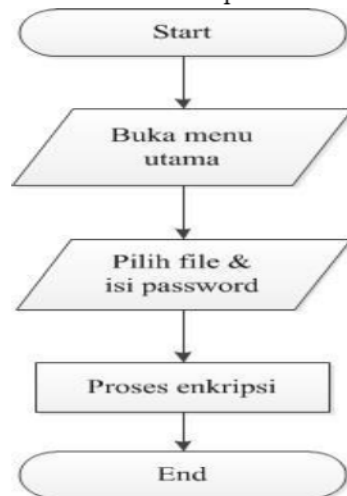 Start
Buka menu
utama
Pilih file &
isi password
Proses enkripsi
End